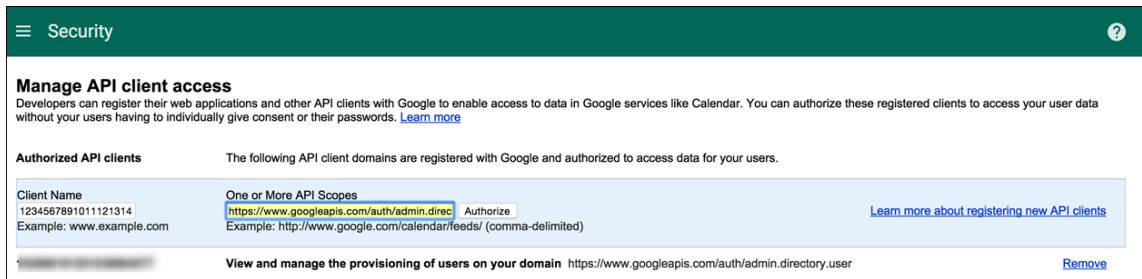 Security
Manage API client access
Developers can register their web applications and other API clients with Google to enable access to data in Google services like Calendar. You can authorize these registered clients to access your user data
without your users having to individually give consent or their passwords. Learn more
Authorized API clients The following API client domains are registered with Google and authorized to access data for your users.
Client Name One or More API Scopes
1234567891011121314 https://www.googleapis.com/auth/admin.direc Authorize Learn more about registering new API clients
Example: www.example.com Example: http://www.google.com/calendar/feeds/ (comma-delimited)
View and manage the provisioning of users on your domain https://www.googleapis.com/auth/admin.directory.user Remove